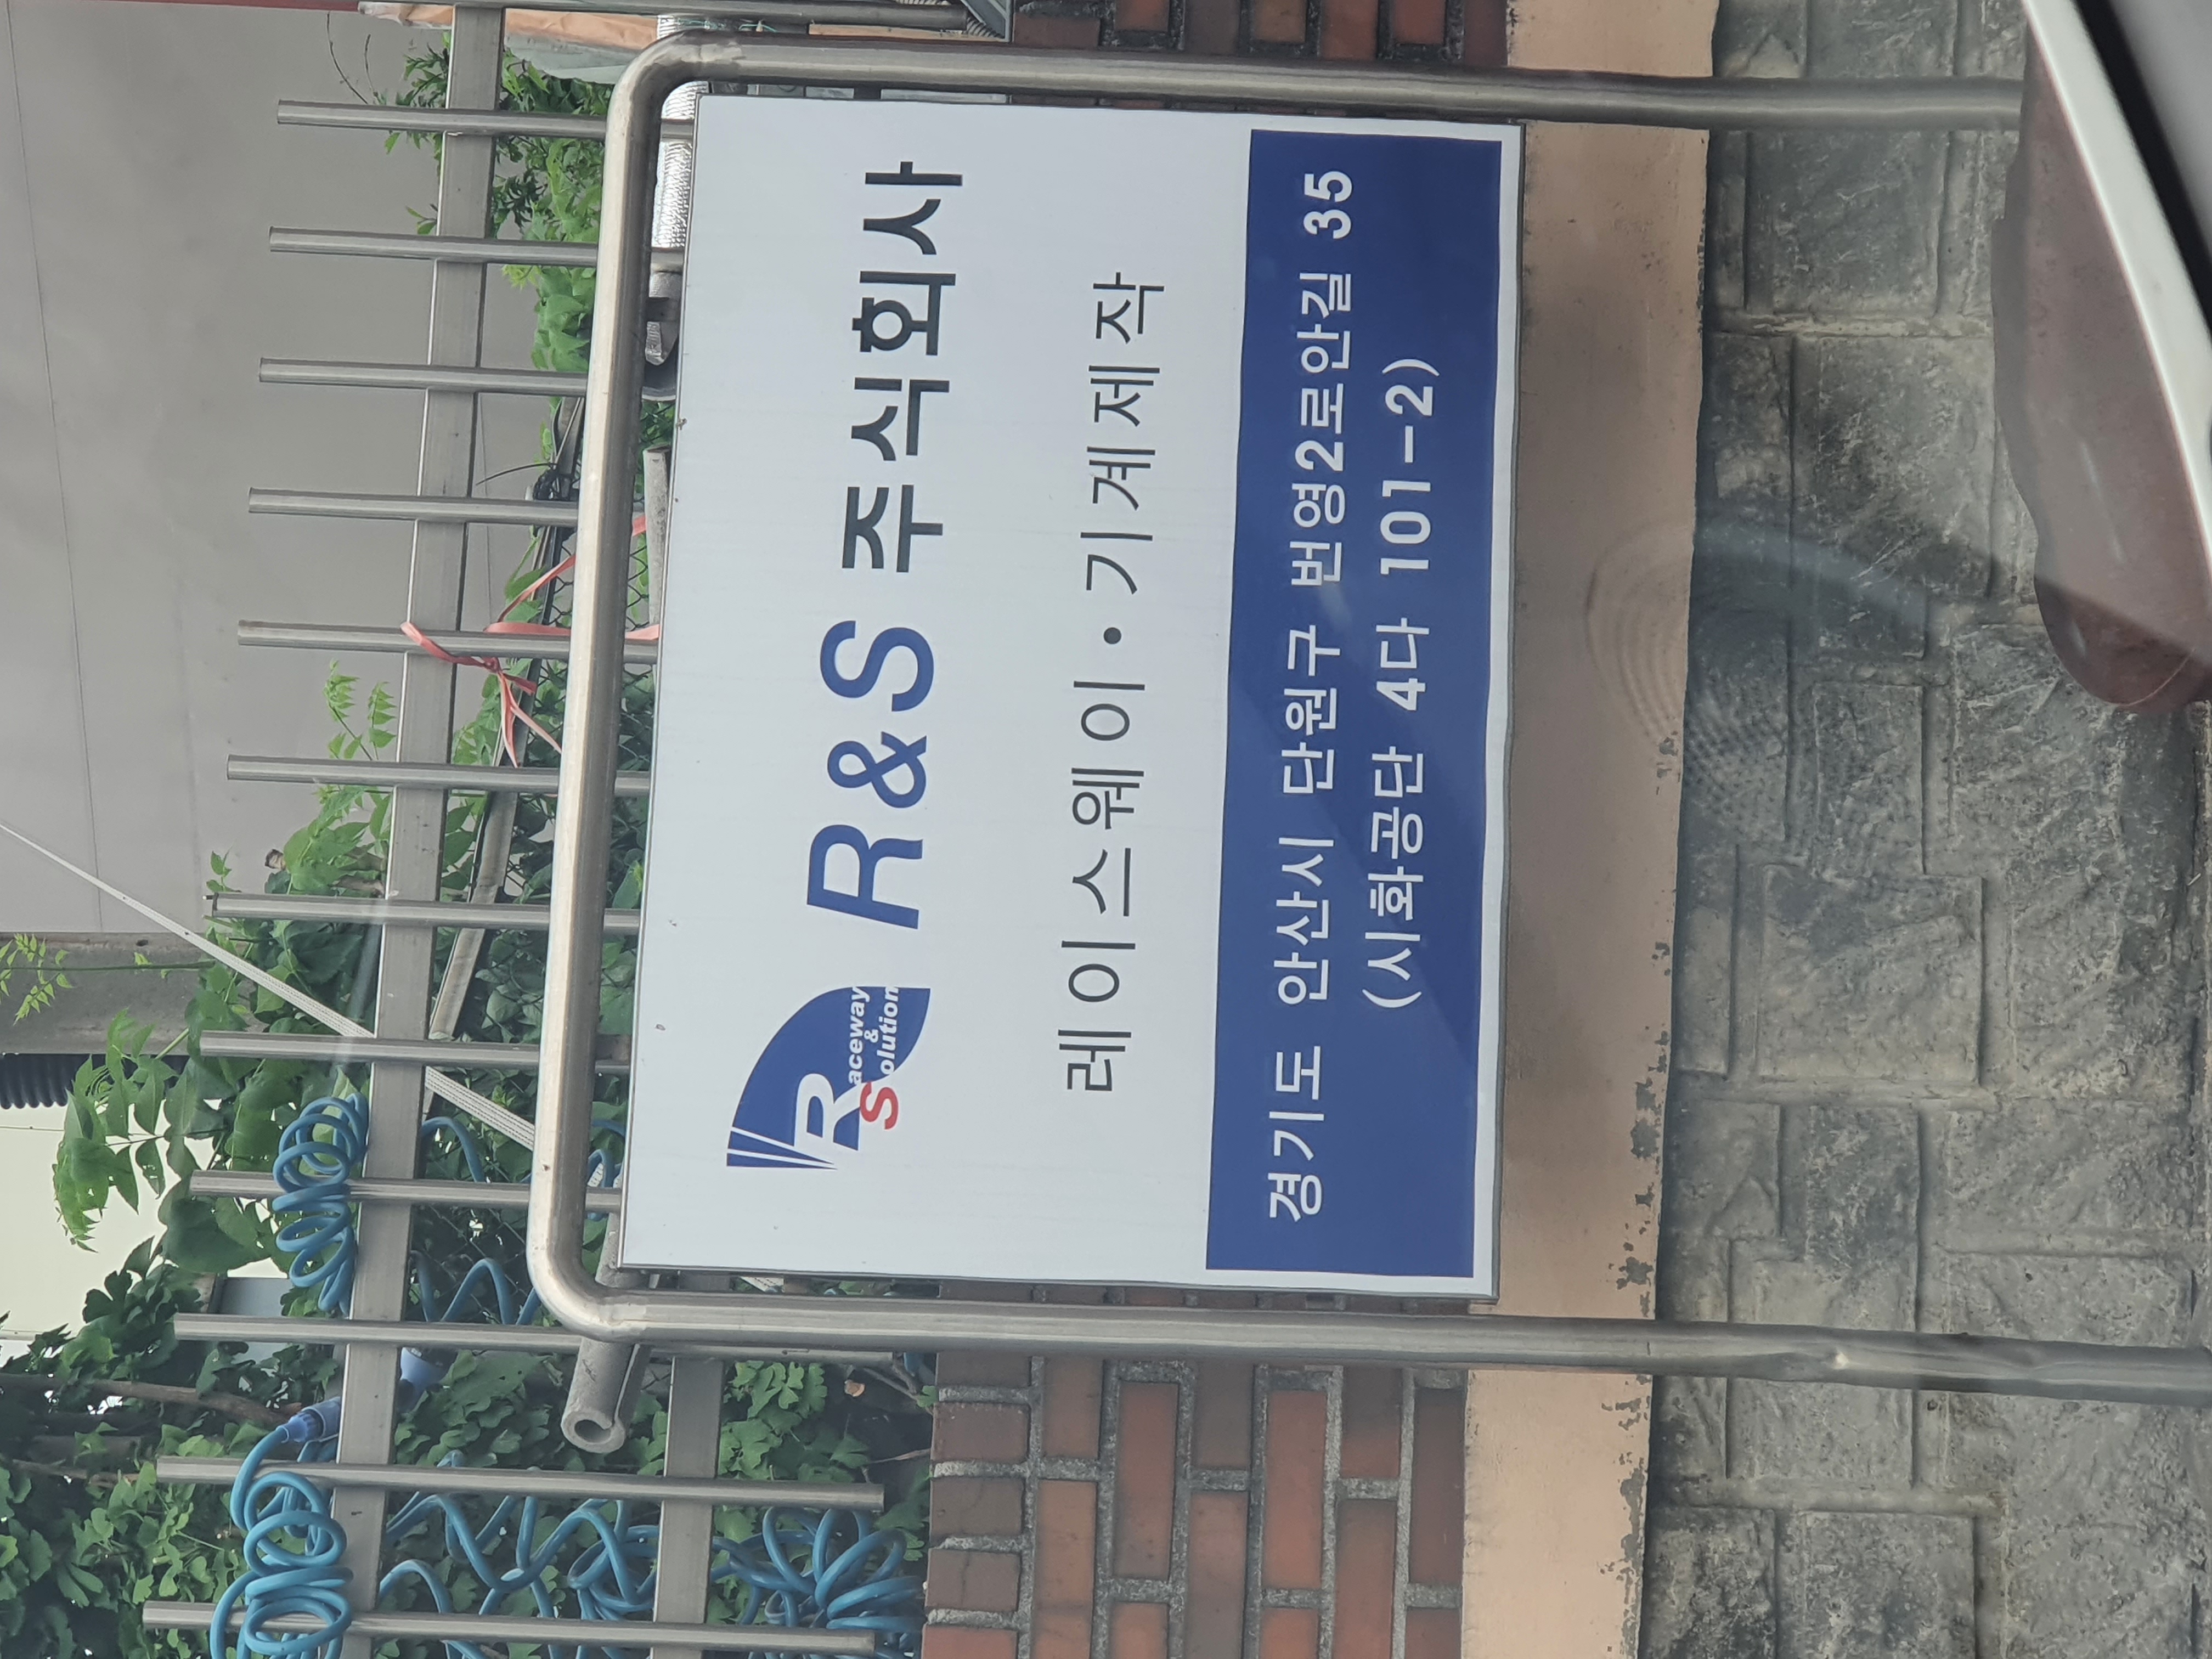 Raceway
&
Solution
R&S 주식회사
레이스웨이·기계제작
경기도 안산시 단원구 번영2로안길 35
(시화공단 4다 101-2)